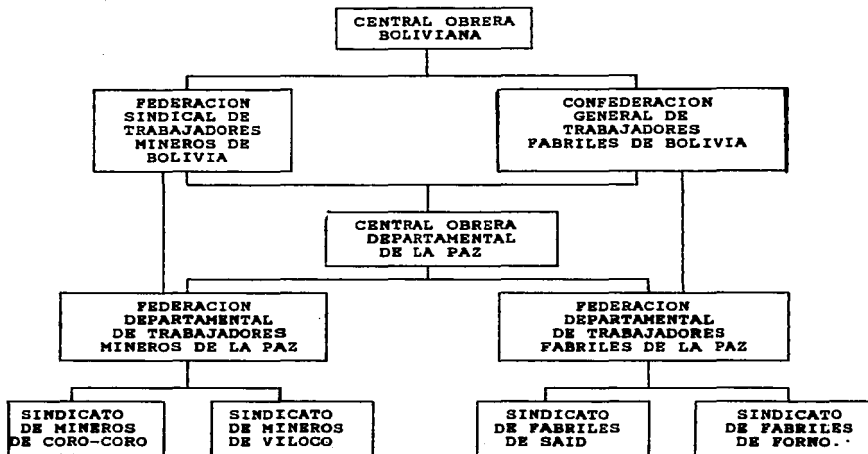 CENTRAL OBRERA
BOLIVIANA
FEDERACION
SINDICAL DE
TRABAJADORES
MINEROS DE
BOLIVIA
CONFEDERACION
GENERAL DE
TRABAJADORES
FABRILES DE BOLIVIA
CENTRAL OBRERA
DEPARTAMENTAL
DE LA PAZ
FEDERACION
DEPARTAMENTAL
DE TRABAJADORES
MINEROS DE LA PAZ
FEDERACION
DEPARTAMENTAL
DE TRABAJADORES
FABRILES DE LA PAZ
SINDICATO
DE MINEROS
DE CORO-CORO
SINDICATO
DE MINEROS
DE VILOCO
SINDICATO
DE FABRILES
DE SAID
SINDICATO
DE FABRILES
DE FORNO.